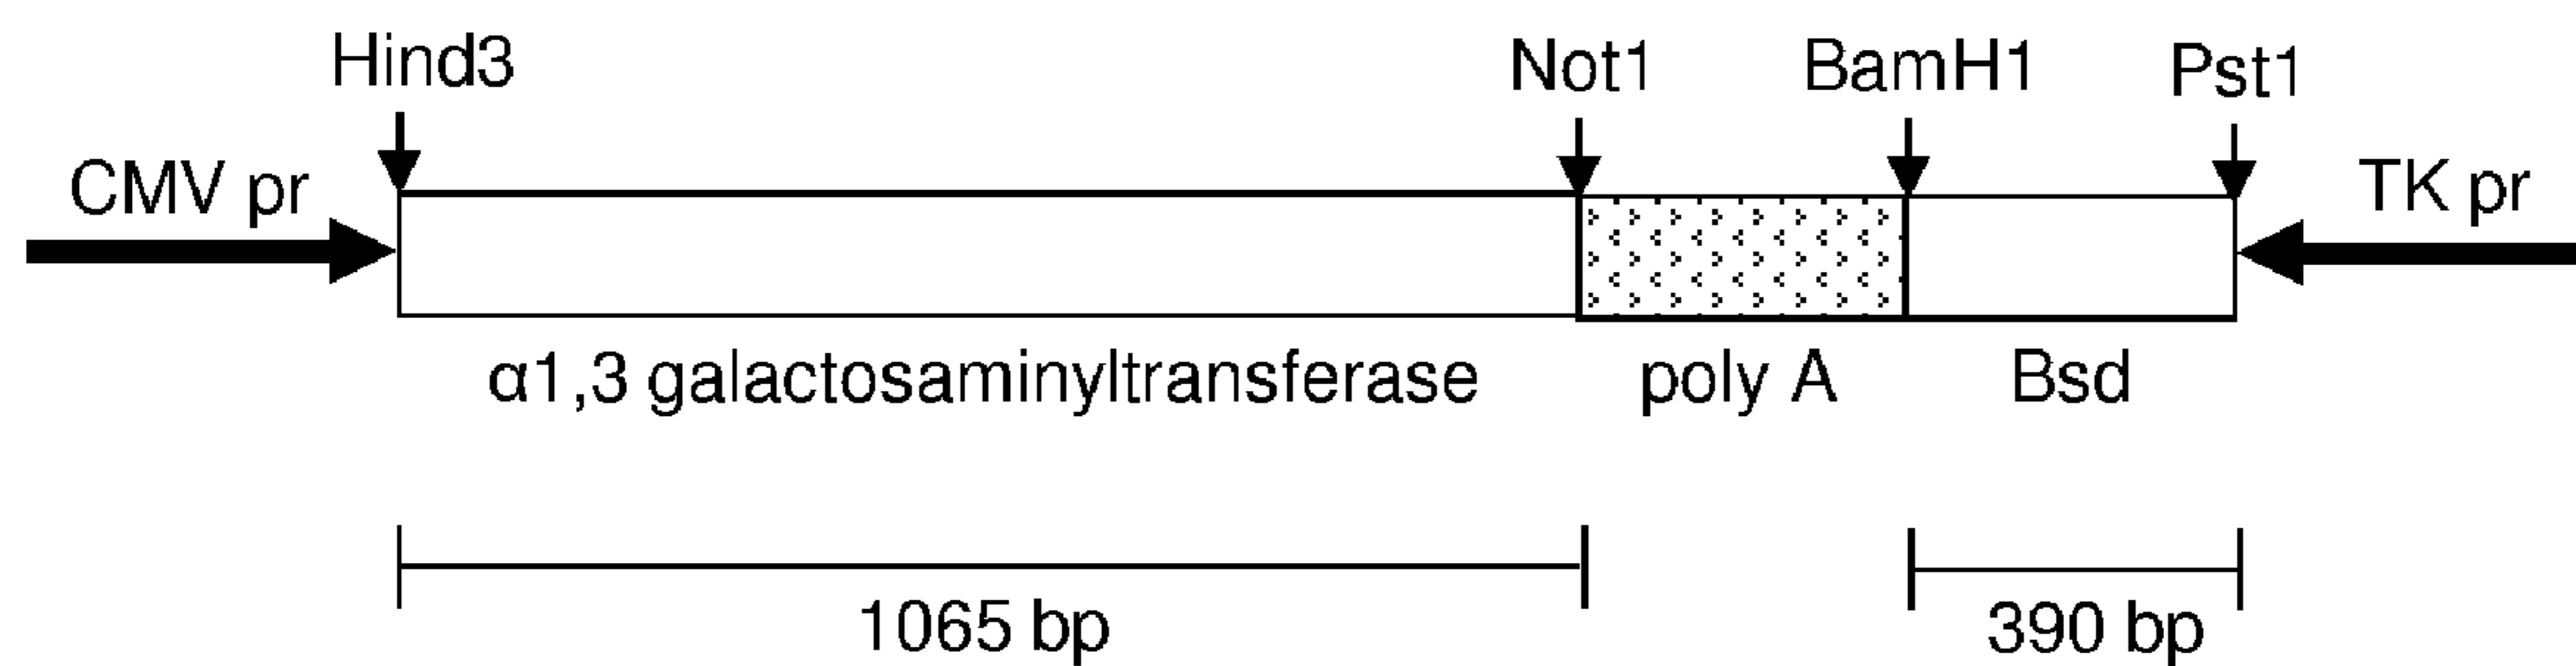 Hind3
Not1
BamH1
Pst1
CMV pr
TK pr
α1,3 galactosaminyltransferase
poly A
Bsd
1065 bp
390 bp